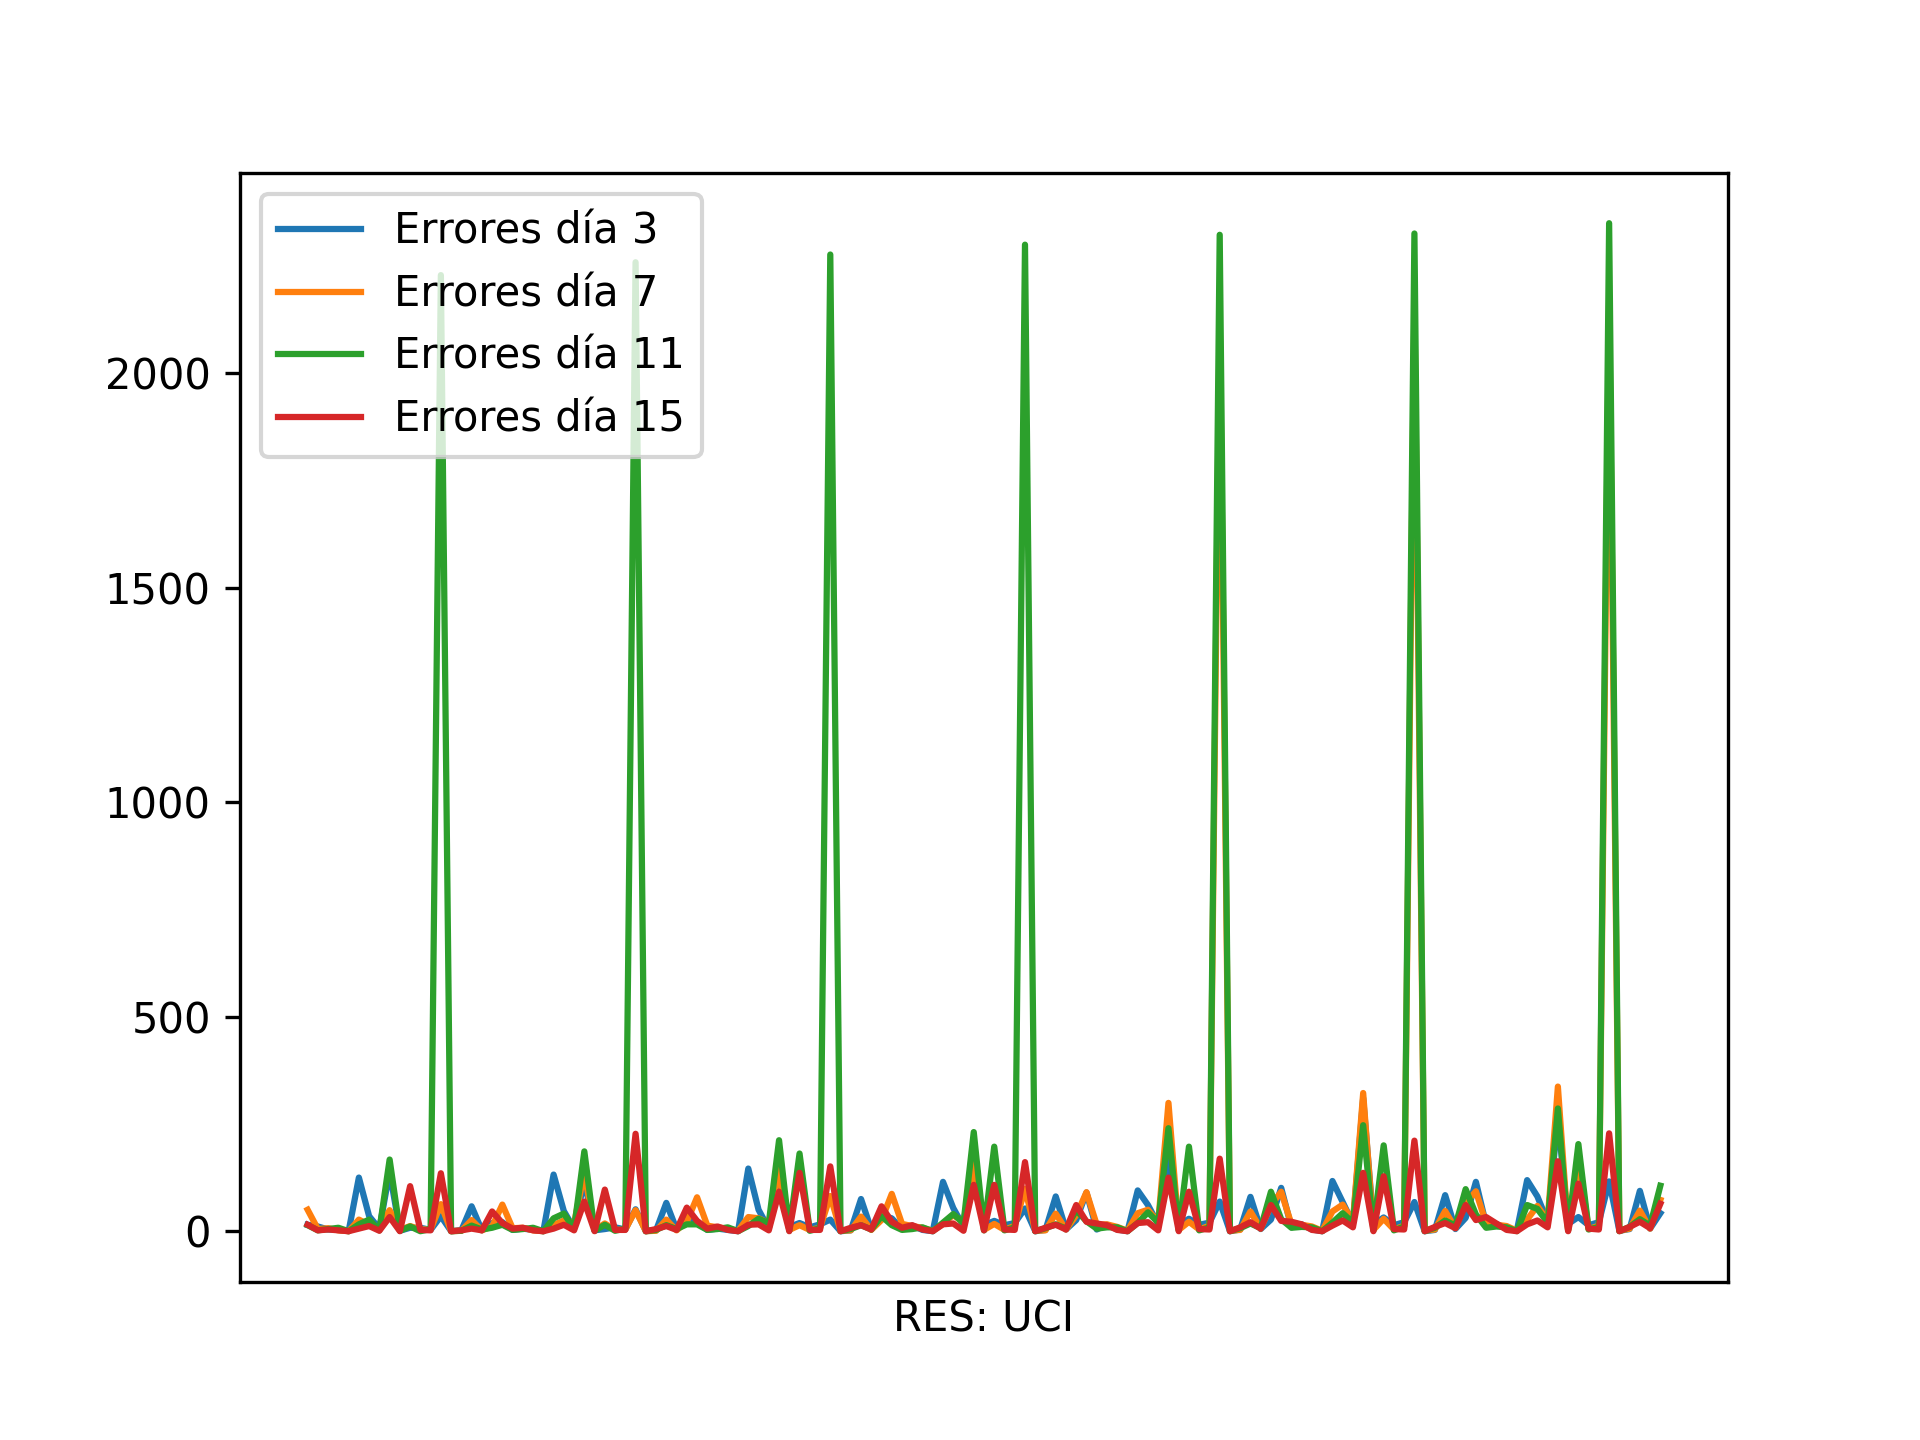 Errores día 3
Errores día 7
Errores día 11
Errores día 15
2000
1500
1000
500
0
RES: UCI